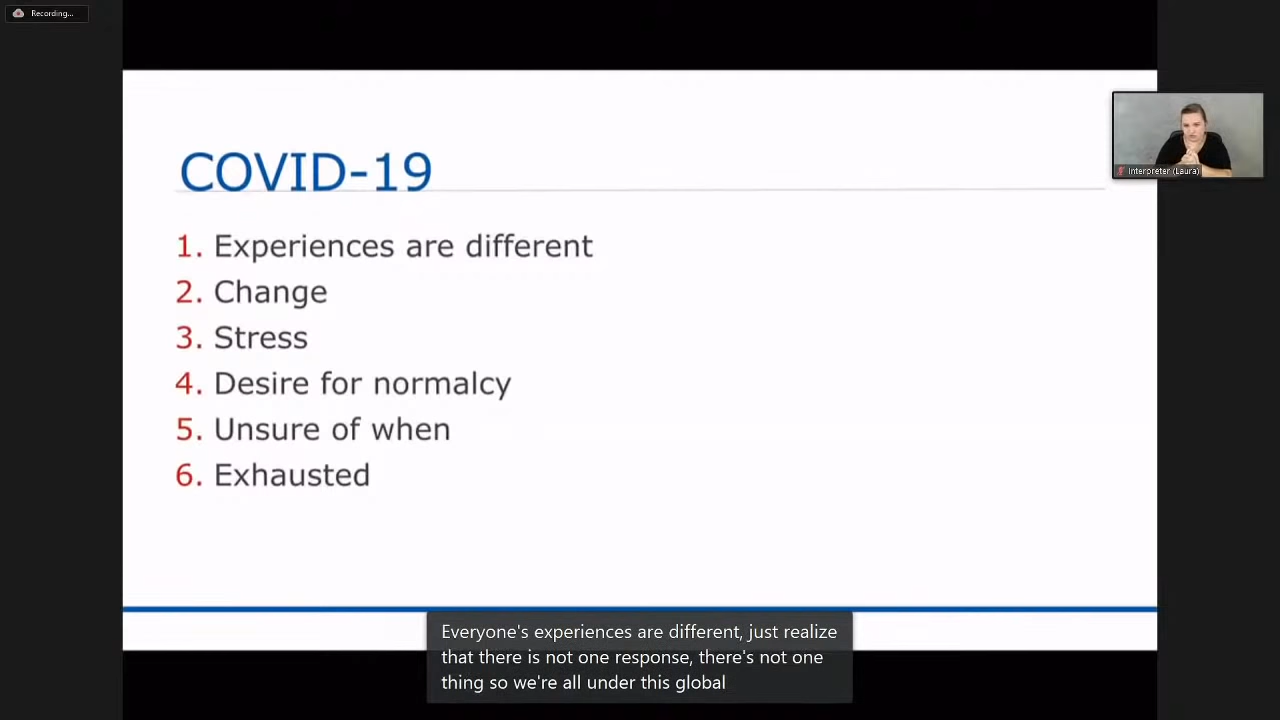 Recording...
COVID-19
1. Experiences are different
2. Change
3. Stress
4. Desire for normalcy
5. Unsure of when
6. Exhausted
Interpreter (Laura)
Everyone's experiences are different, just realize
that there is not one response, there's not one
thing so we're all under this global